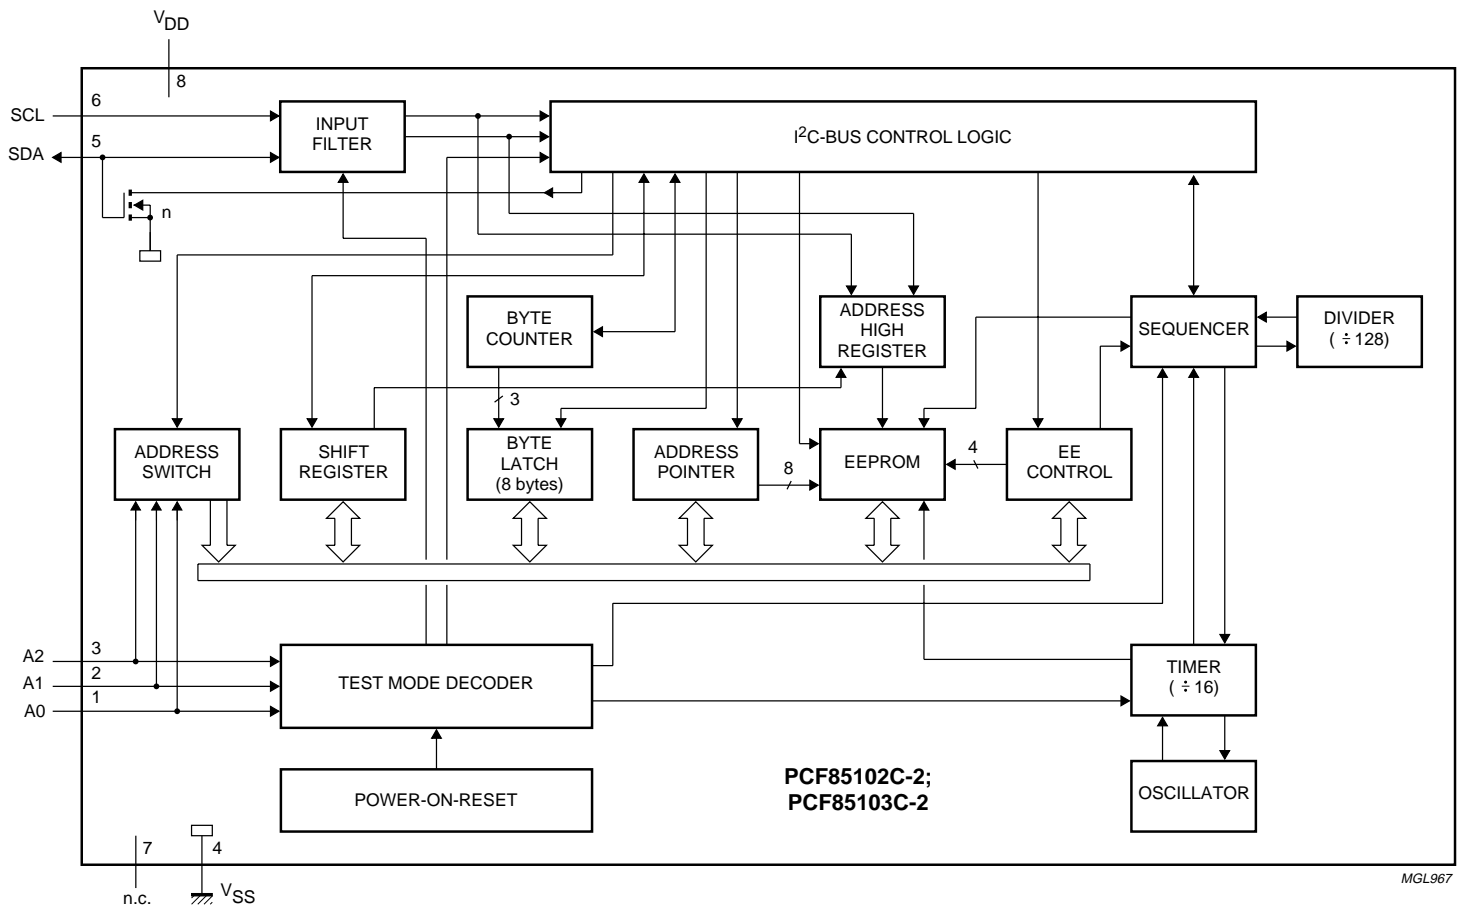 VDD
8
SCL
6
SDA
5
n
INPUT
FILTER
I2C-BUS CONTROL LOGIC
BYTE
COUNTER
3
ADDRESS
HIGH
REGISTER
SEQUENCER
DIVIDER
( ÷ 128)
ADDRESS
SWITCH
SHIFT
REGISTER
BYTE
LATCH
(8 bytes)
ADDRESS
POINTER
8
EEPROM
4
EE
CONTROL
A2
3
A1
2
A0
1
TEST MODE DECODER
TIMER
( ÷ 16)
POWER-ON-RESET
PCF85102C-2;
PCF85103C-2
OSCILLATOR
7
n.c.
4
VSS
MGL967